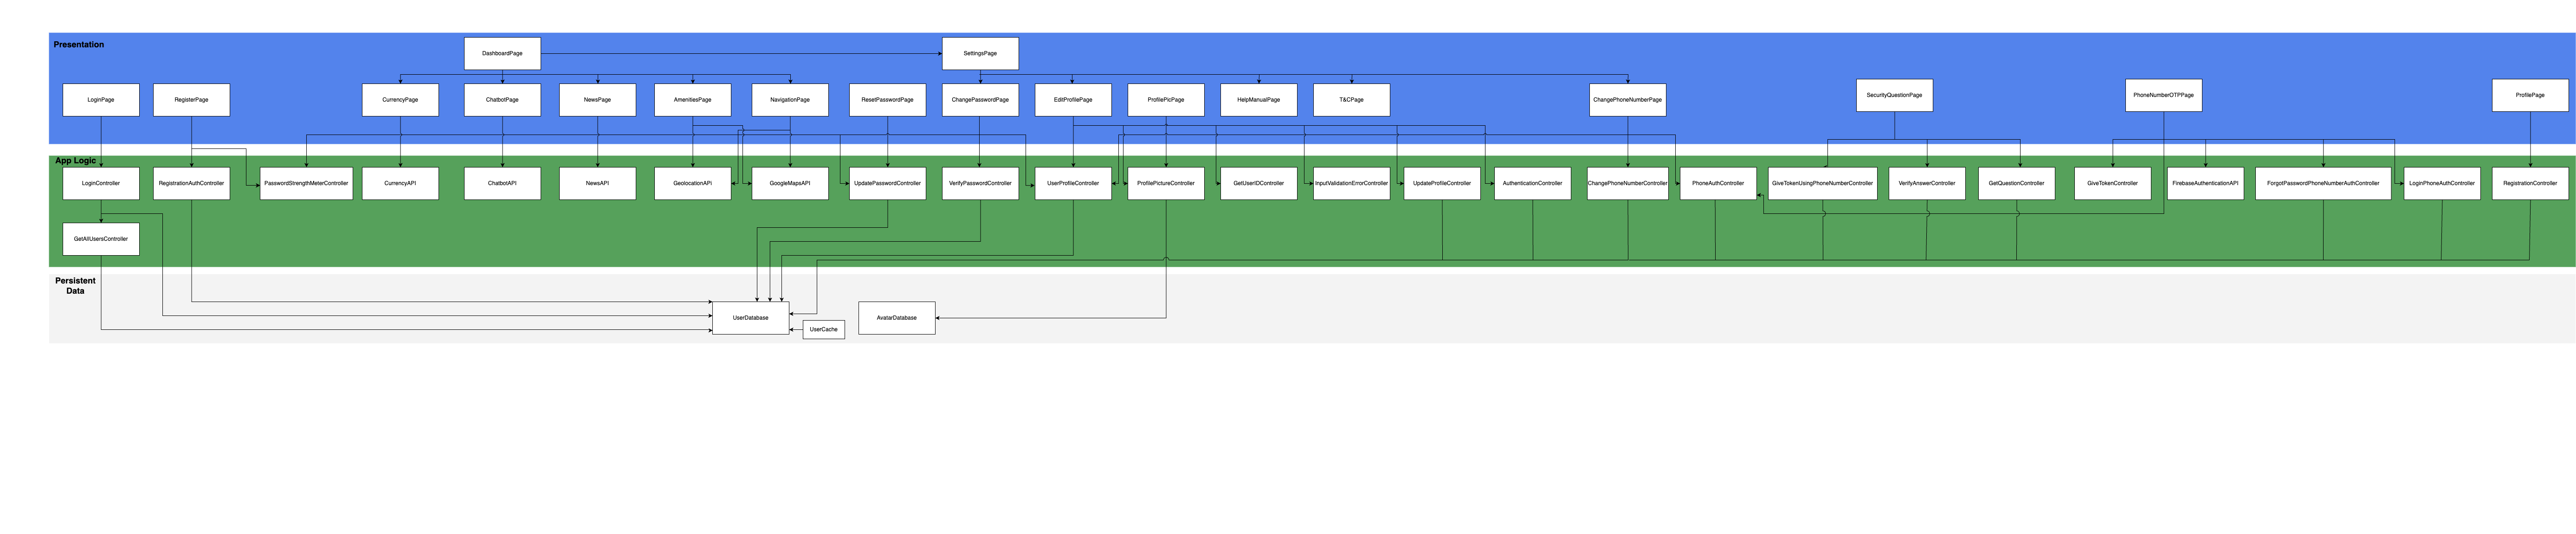 Presentation
DashboardPage
SettingsPage
LoginPage
RegisterPage
CurrencyPage
ChatbotPage
NewsPage
AmenitiesPage
NavigationPage
ResetPasswordPage
ChangePasswordPage
EditProfilePage
ProfilePicPage
HelpManualPage
T&CPage
ChangePhoneNumberPage
SecurityQuestionPage
PhoneNumberOTPPage
ProfilePage
App Logic
LoginController
RegistrationAuthController
PasswordStrengthMeterController
CurrencyAPI
ChatbotAPI
NewsAPI
GeolocationAPI
GoogleMapsAPI
UpdatePasswordController
VerifyPasswordController
UserProfileController
ProfilePictureController
GetUserIDController
InputValidationErrorController
UpdateProfileController
AuthenticationController
ChangePhoneNumberController
PhoneAuthController
GiveTokenUsingPhoneNumberController
VerifyAnswerController
GetQuestionController
GiveTokenController
FirebaseAuthenticationAPI
ForgotPasswordPhoneNumberAuthController
LoginPhoneAuthController
RegistrationController
GetAllUsersController
Persistent
Data
UserDatabase
AvatarDatabase
UserCache